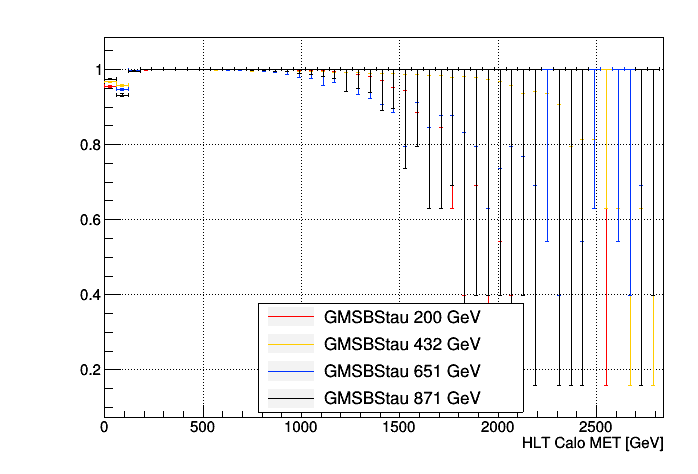 1
0.8
0.6
0.4
0.2
GMSBStau 200 GeV
GMSBStau 432 GeV
GMSBStau 651 GeV
GMSBStau 871 GeV
0 500 1000 1500 2000 2500
HLT Calo MET [GeV]